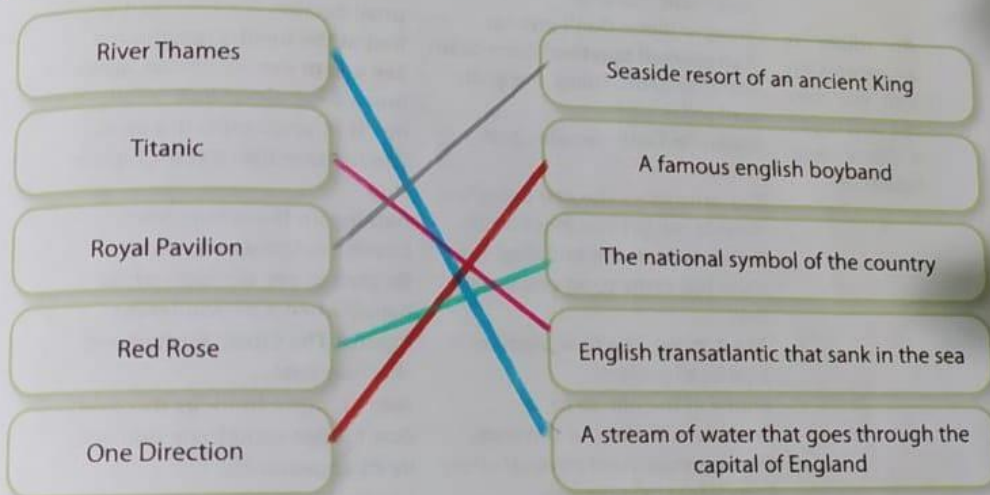 River Thames
Titanic
Royal Pavilion
Red Rose
One Direction
Seaside resort of an ancient King
A famous english boyband
The national symbol of the country
English transatlantic that sank in the sea
A stream of water that goes through the
capital of England